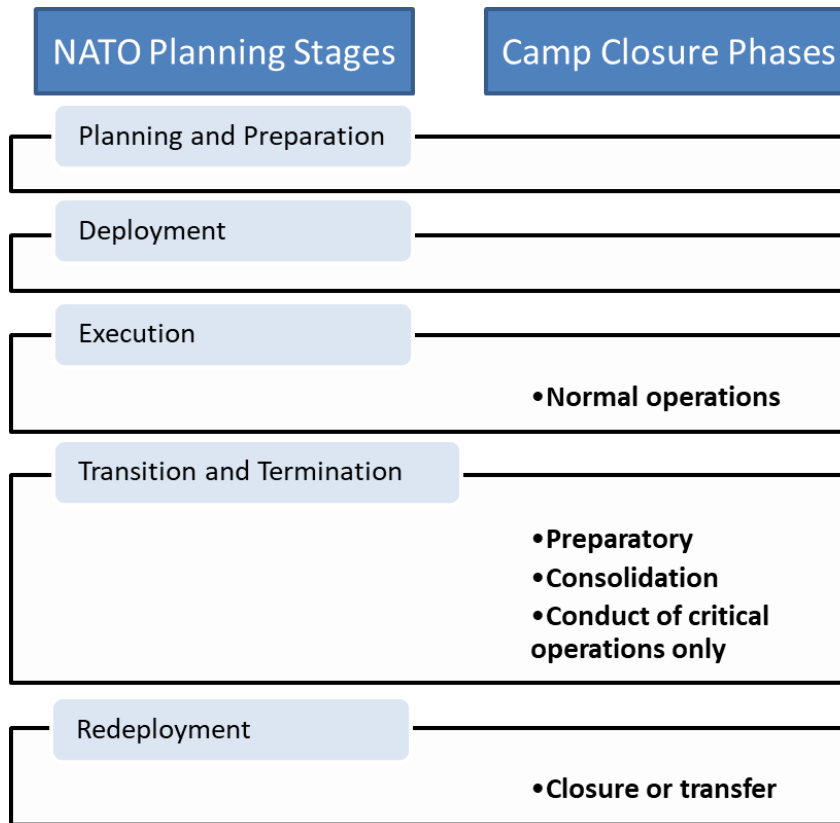 NATO Planning Stages
Camp Closure Phases
Planning and Preparation
Deployment
Execution
•Normal operations
Transition and Termination
•Preparatory
•Consolidation
•Conduct of critical
operations only
Redeployment
•Closure or transfer